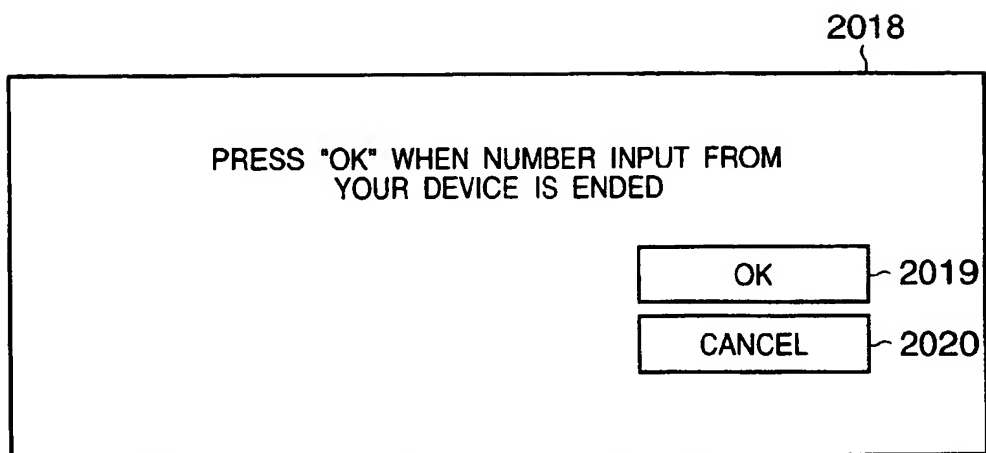 2018
PRESS "OK" WHEN NUMBER INPUT FROM
YOUR DEVICE IS ENDED
OK
2019
CANCEL
2020